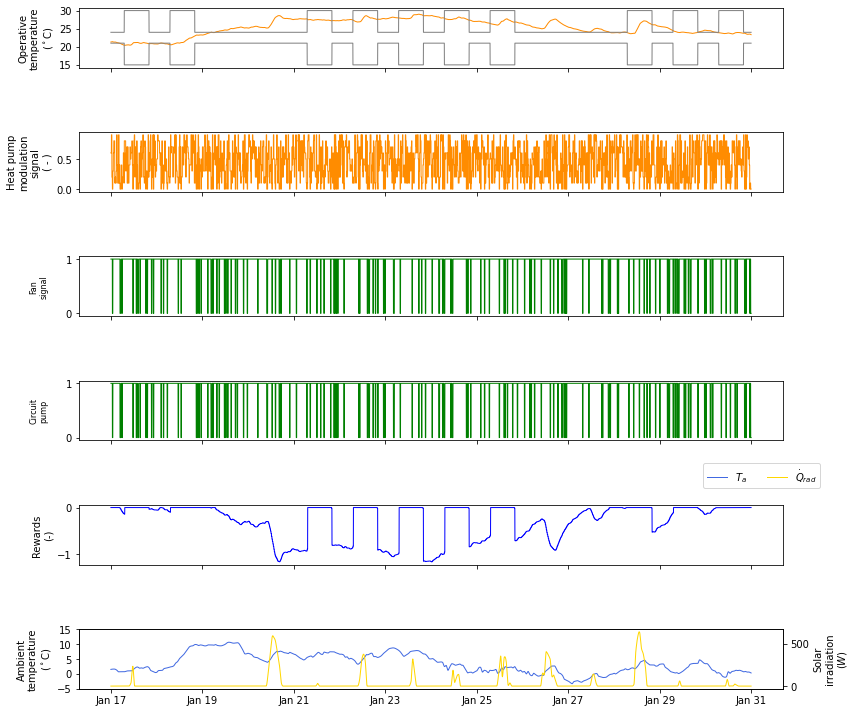 Operative
temperature
(°C)
30
25
20
15
Heat pump
modulation
signal
( - )
0.5
0.0
Fan
signal
1
0
Circuit
pump
1
0
T_a Q̇_rad
Rewards
(-)
0
−1
Ambient
temperature
(°C)
15
10
5
0
−5
500
0
Solar
irradiation
(W)
Jan 17 Jan 19 Jan 21 Jan 23 Jan 25 Jan 27 Jan 29 Jan 31